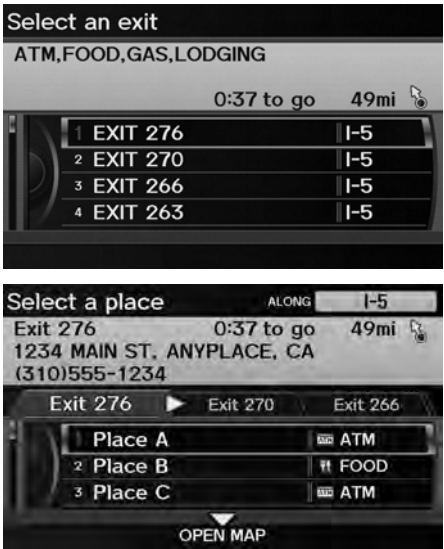 Select an exit
ATM,FOOD,GAS,LODGING
0:37 to go 49mi
1 EXIT 276 I-5
2 EXIT 270 I-5
3 EXIT 266 I-5
4 EXIT 263 I-5
Select a place ALONG I-5
Exit 276 0:37 to go 49mi
1234 MAIN ST, ANYPLACE, CA
(310)555-1234
Exit 276 Exit 270 Exit 266
1 Place A ATM ATM
2 Place B FOOD
3 Place C ATM ATM
OPEN MAP